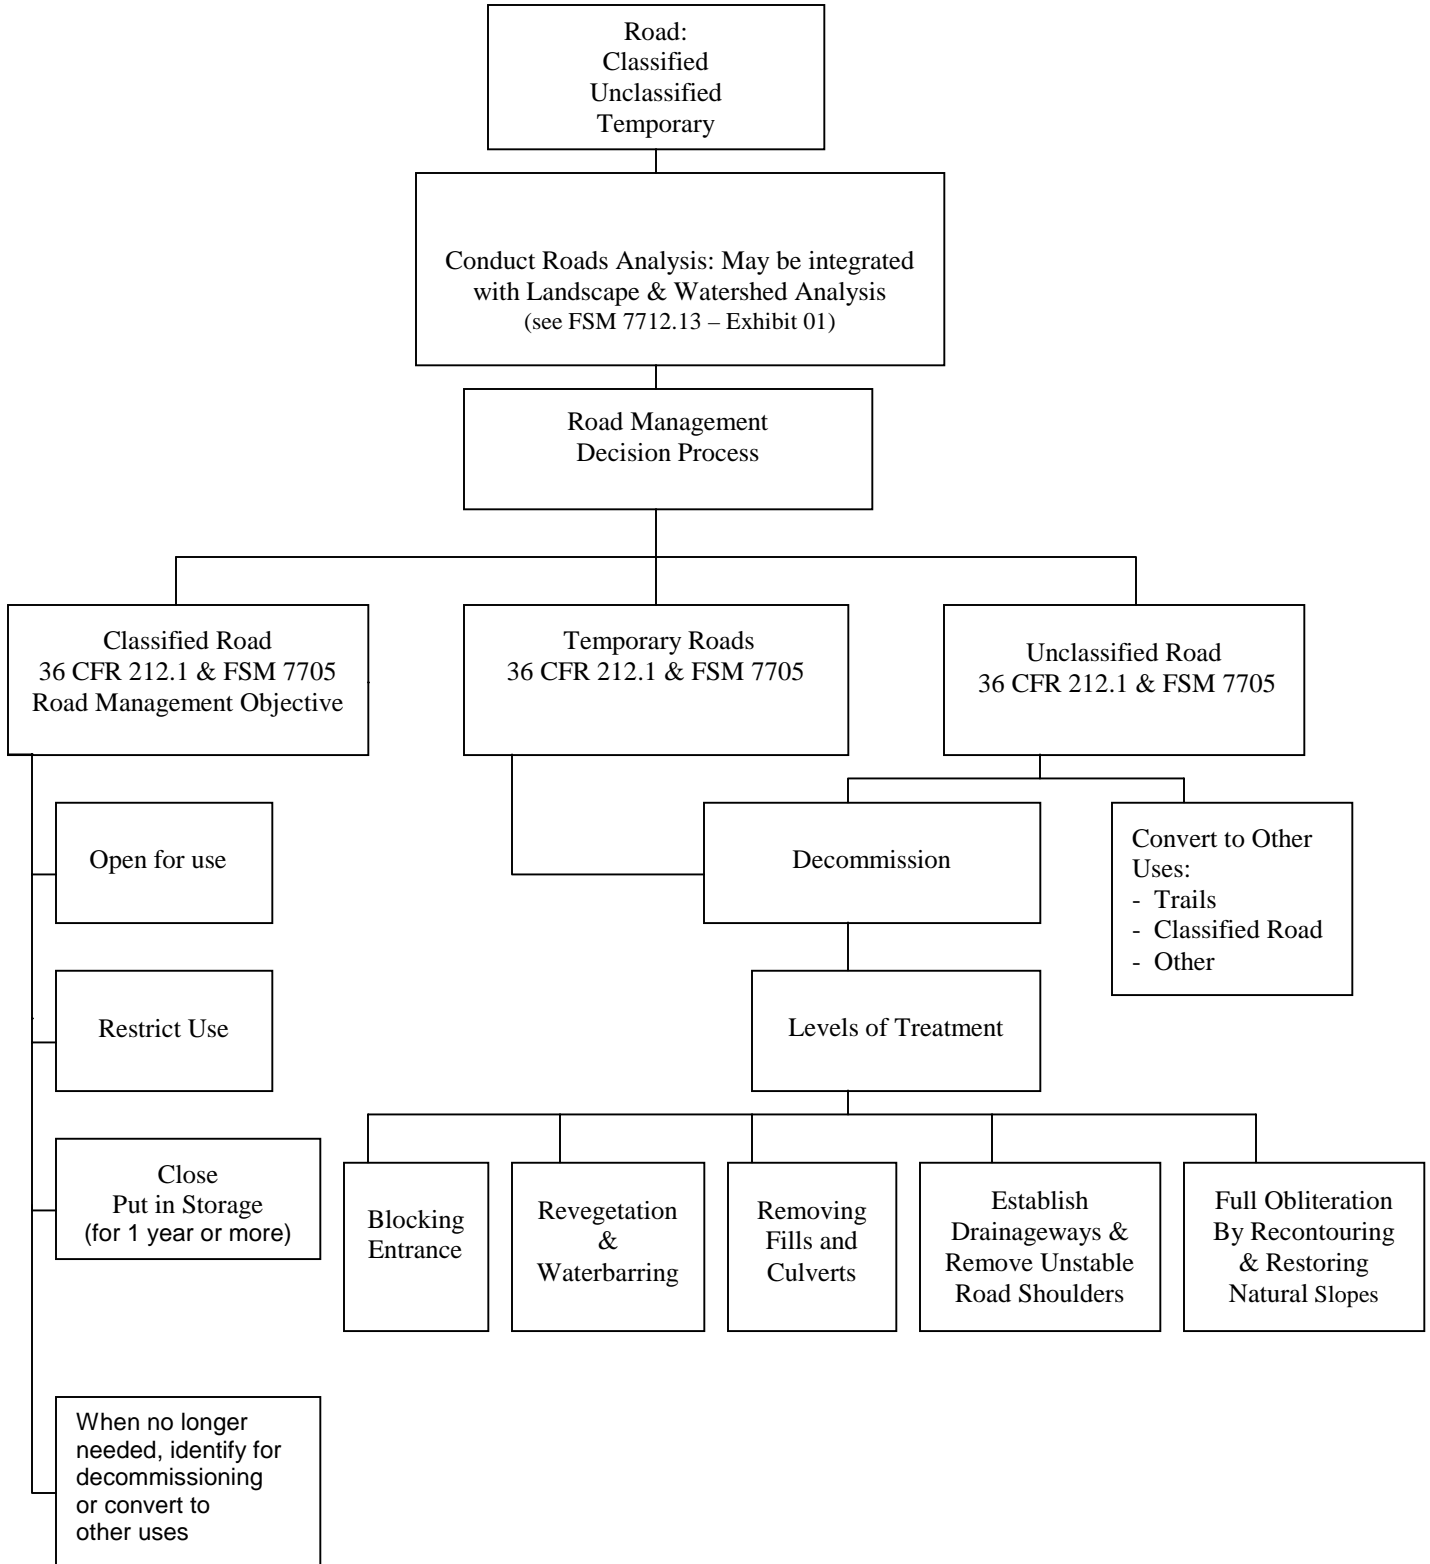 Road:
Classified
Unclassified
Temporary
Conduct Roads Analysis: May be integrated
with Landscape & Watershed Analysis
(see FSM 7712.13 – Exhibit 01)
Road Management
Decision Process
Classified Road
36 CFR 212.1 & FSM 7705
Road Management Objective
Temporary Roads
36 CFR 212.1 & FSM 7705
Unclassified Road
36 CFR 212.1 & FSM 7705
Open for use
Decommission
Convert to Other
Uses:
- Trails
- Classified Road
- Other
Restrict Use
Levels of Treatment
Close
Put in Storage
(for 1 year or more)
Blocking
Entrance
Revegetation
&
Waterbarring
Removing
Fills and
Culverts
Establish
Drainageways &
Remove Unstable
Road Shoulders
Full Obliteration
By Recontouring
& Restoring
Natural Slopes
When no longer
needed, identify for
decommissioning
or convert to
other uses